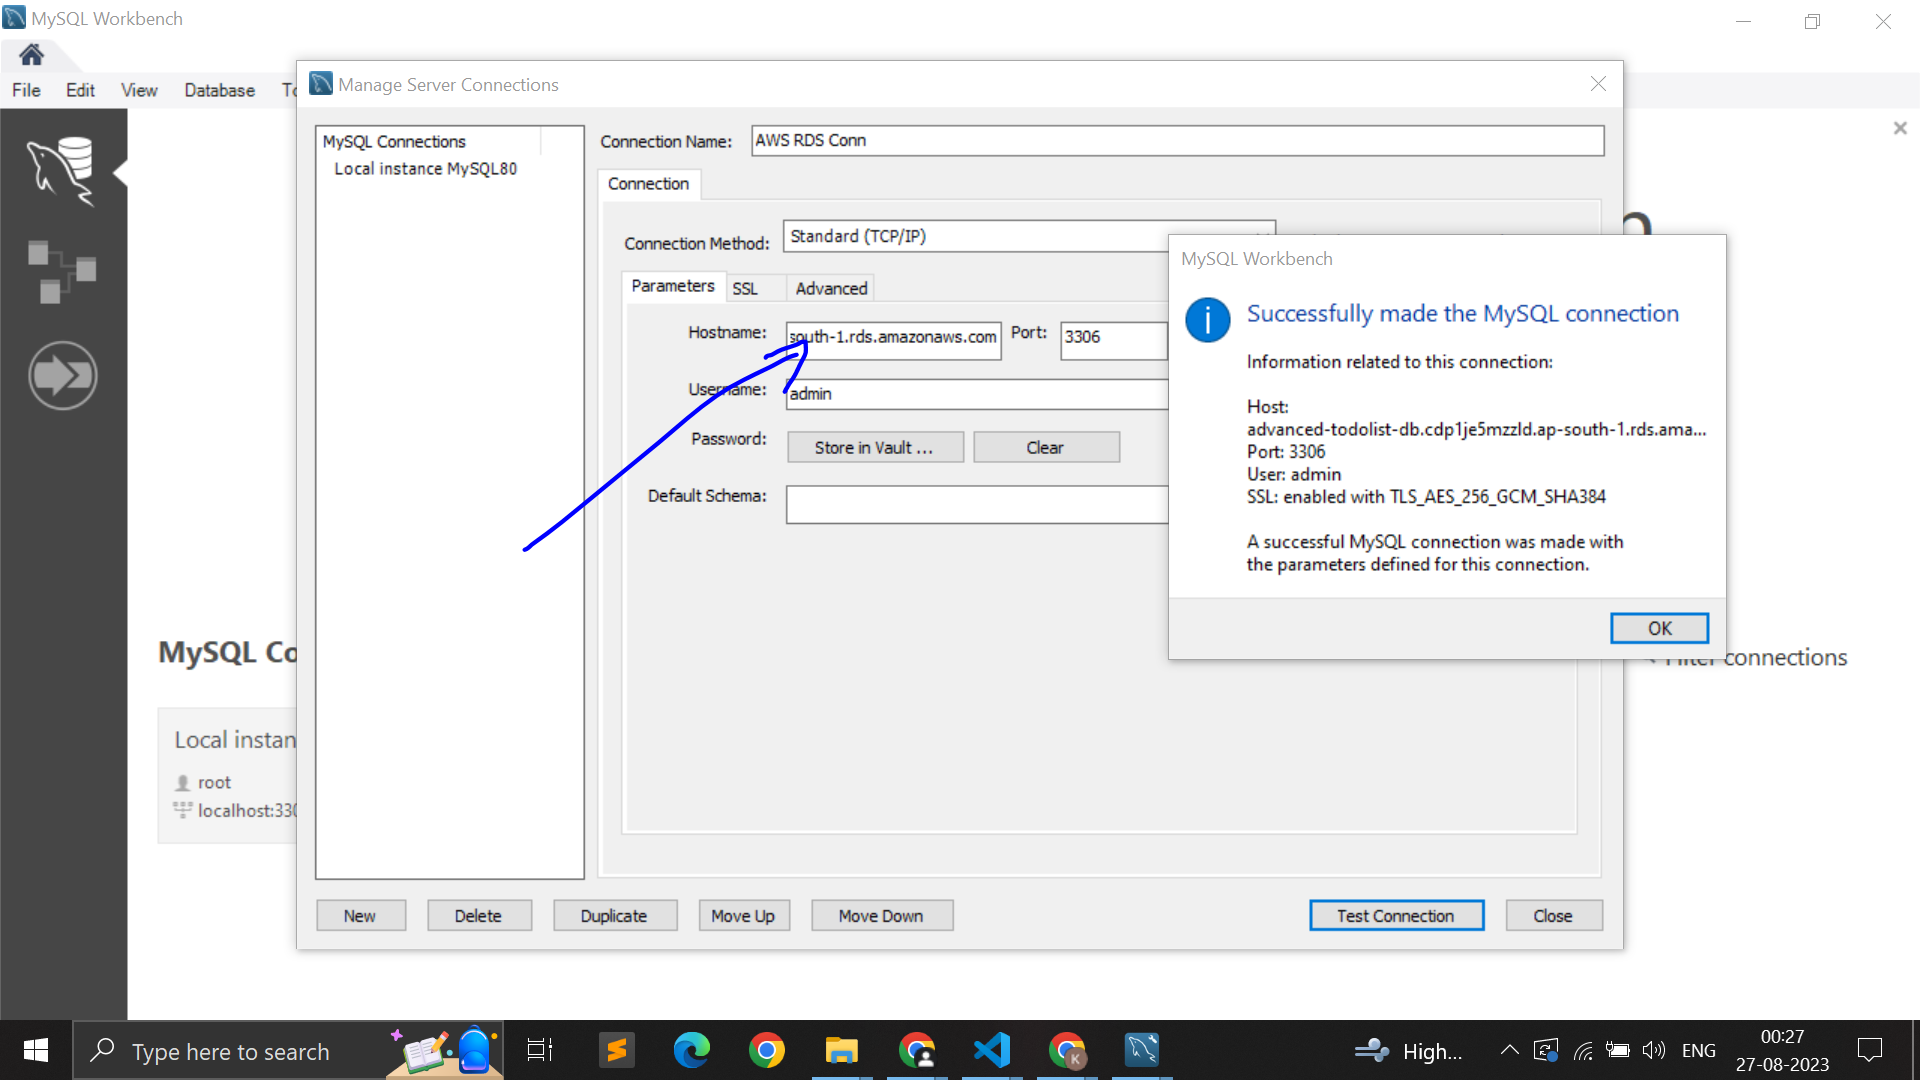 MySQL Workbench
File Edit View Database
Manage Server Connections
MySQL Connections
Local instance MySQL80
Connection Name: AWS RDS Conn
Connection
Connection Method: Standard (TCP/IP)
Parameters SSL Advanced
Hostname: south-1.rds.amazonaws.com Port: 3306
Username: admin
Password: Store in Vault ... Clear
Default Schema:
MySQL Workbench
Successfully made the MySQL connection
Information related to this connection:
Host:
advanced-todolist-db.cdp1je5mzzld.ap-south-1.rds.ama...
Port: 3306
User: admin
SSL: enabled with TLS_AES_256_GCM_SHA384
A successful MySQL connection was made with
the parameters defined for this connection.
OK
MySQL Co
connections
Local instan
root
localhost:330
New Delete Duplicate Move Up Move Down Test Connection Close
Type here to search
K
High... ENG
00:27
27-08-2023